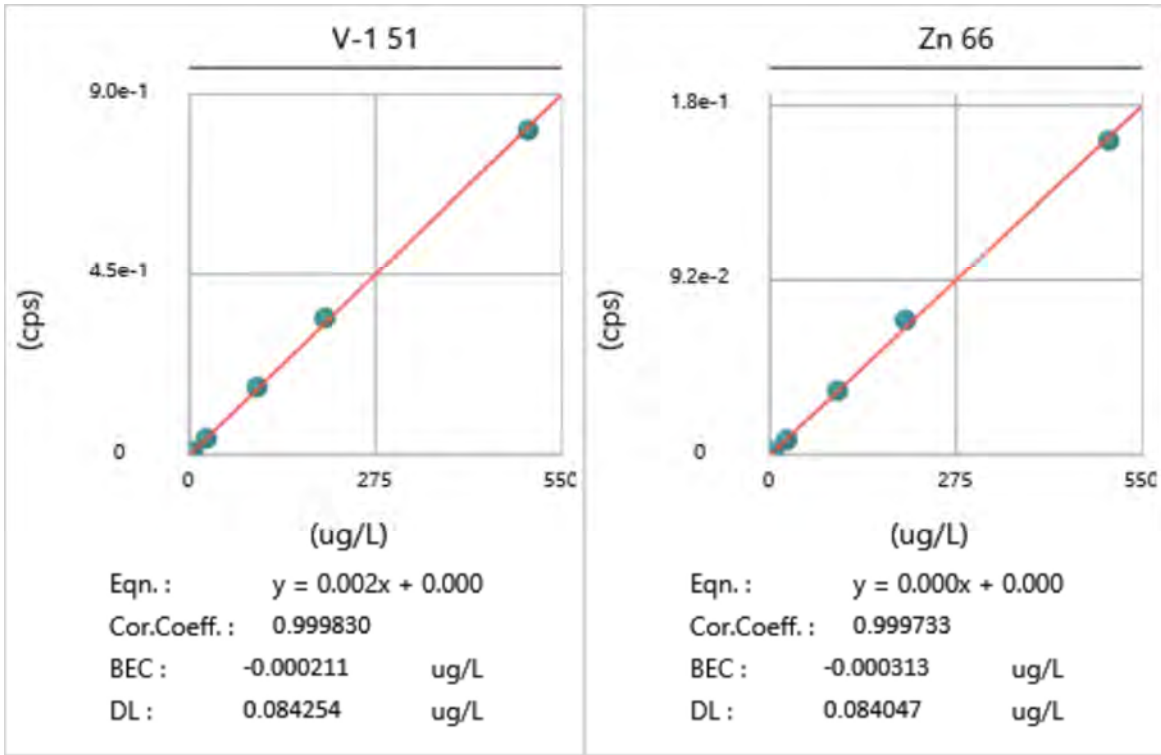 V-1 51
9.0e-1
4.5e-1
0
(cps)
0 275 550
(ug/L)
Eqn. : y = 0.002x + 0.000
Cor.Coeff. : 0.999830
BEC : -0.000211 ug/L
DL : 0.084254 ug/L
Zn 66
1.8e-1
9.2e-2
0
(cps)
0 275 550
(ug/L)
Eqn. : y = 0.000x + 0.000
Cor.Coeff. : 0.999733
BEC : -0.000313 ug/L
DL : 0.084047 ug/L